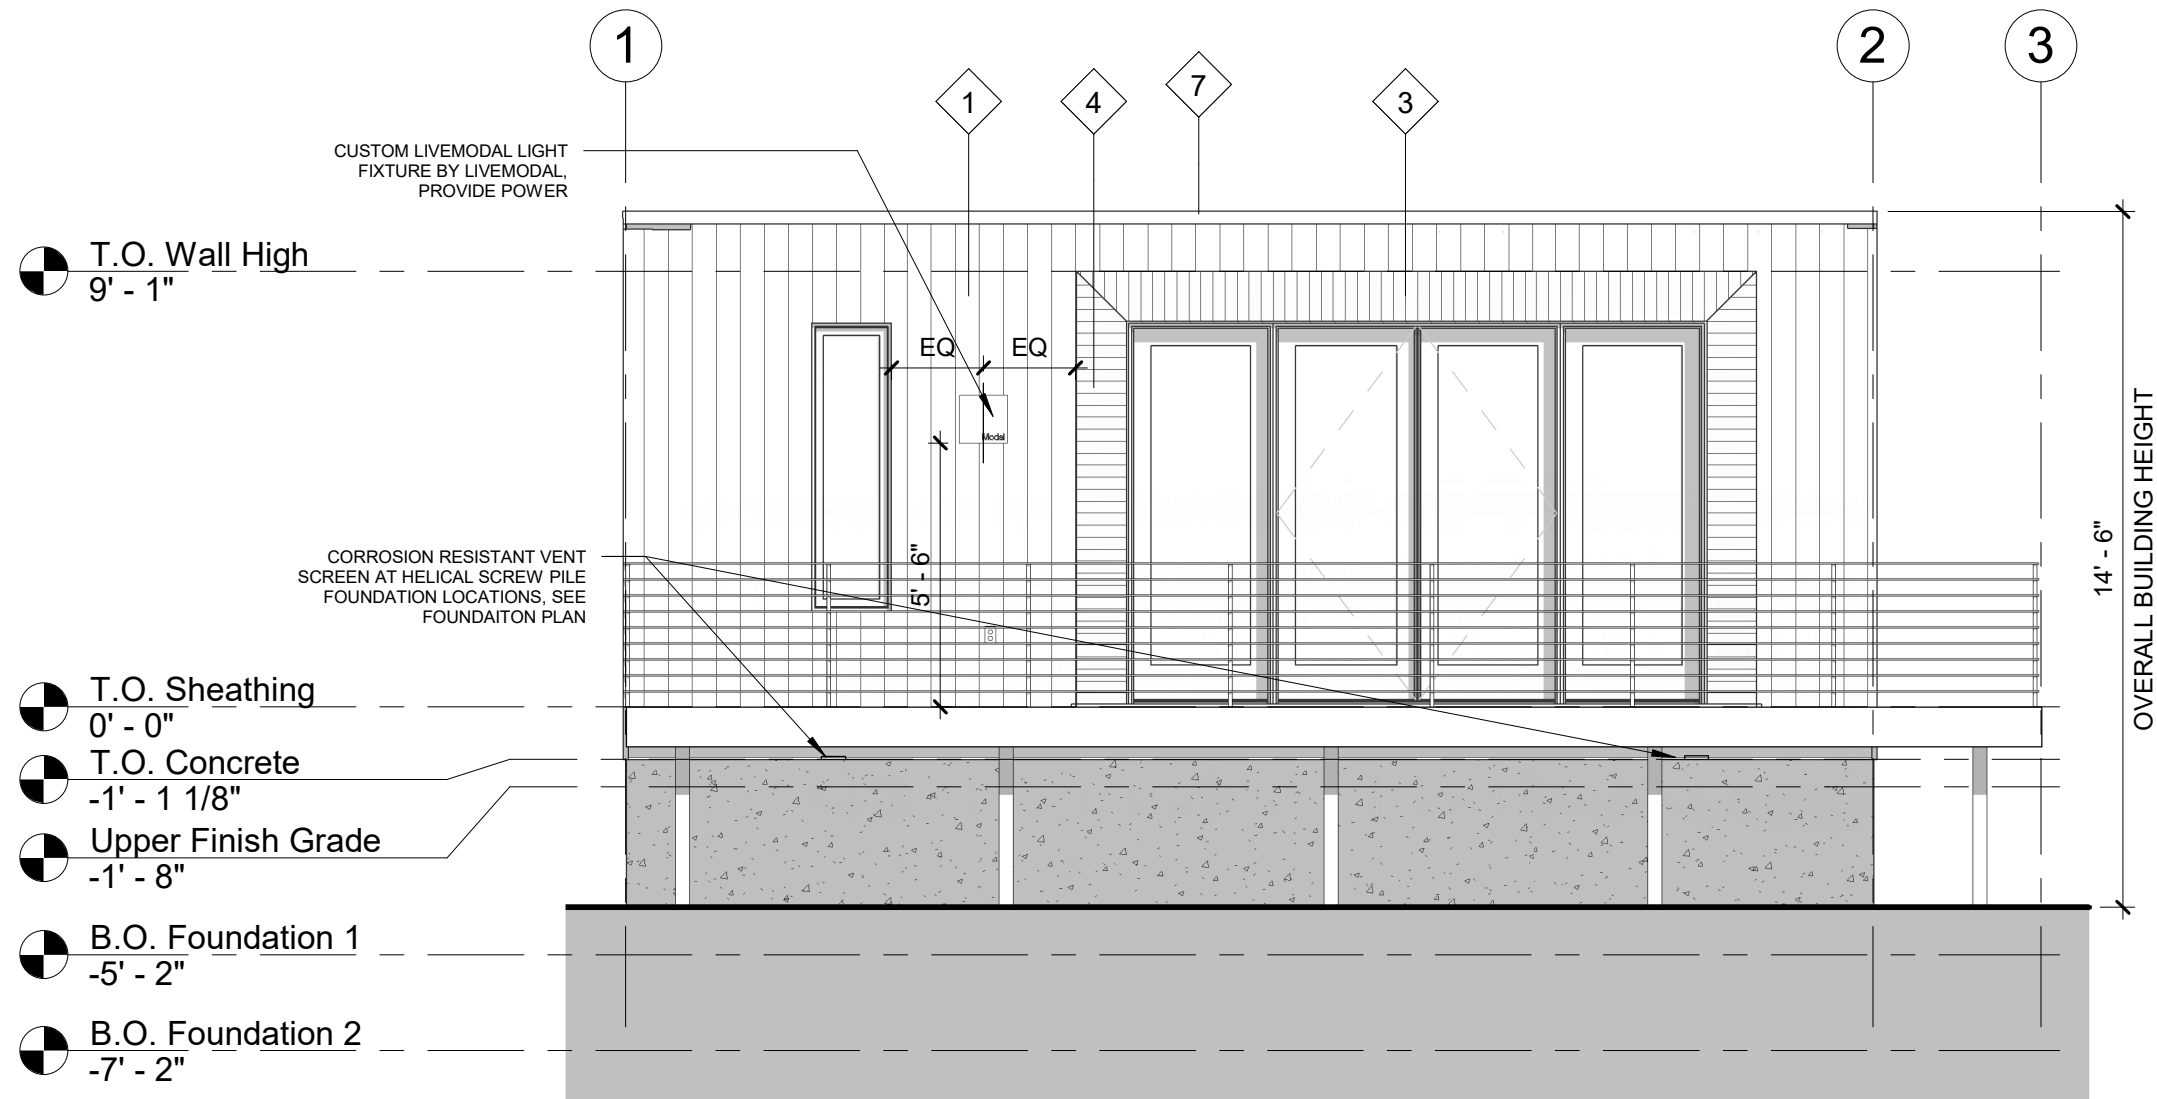 1
2
3
1
4
7
3
CUSTOM LIVEMODAL LIGHT
FIXTURE BY LIVEMODAL,
PROVIDE POWER
T.O. Wall High
9' - 1"
EQ
EQ
Modal
5' - 6"
CORROSION RESISTANT VENT
SCREEN AT HELICAL SCREW PILE
FOUNDATION LOCATIONS, SEE
FOUNDAITON PLAN
14' - 6"
OVERALL BUILDING HEIGHT
T.O. Sheathing
0' - 0"
T.O. Concrete
-1' - 1 1/8"
Upper Finish Grade
-1' - 8"
B.O. Foundation 1
-5' - 2"
B.O. Foundation 2
-7' - 2"